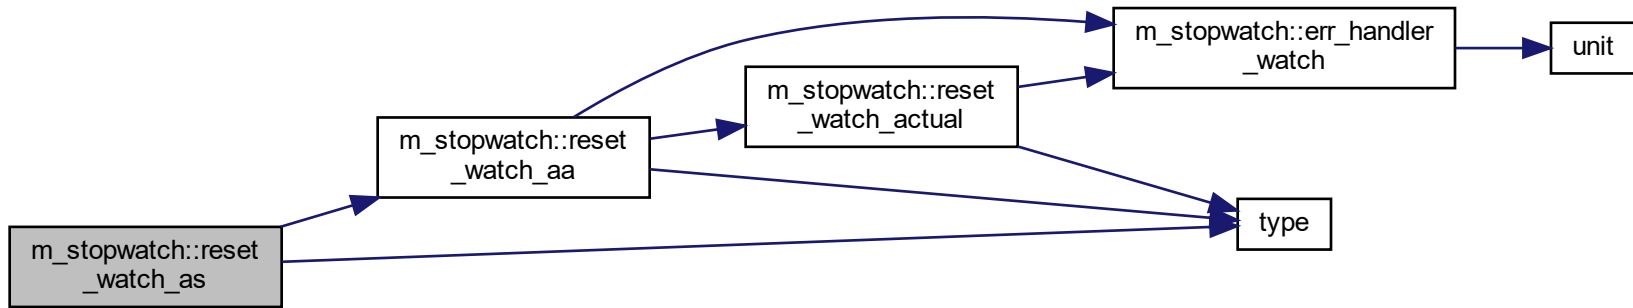 m_stopwatch::reset
_watch_as
m_stopwatch::reset
_watch_aa
m_stopwatch::reset
_watch_actual
m_stopwatch::err_handler
_watch
unit
type